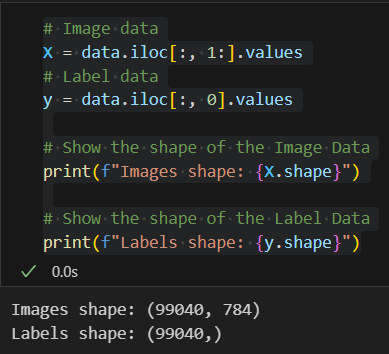 # Image data
X = data.iloc[:, 1:].values
# Label data
y = data.iloc[:, 0].values
# Show the shape of the Image Data
print(f"Images shape: {X.shape}")
# Show the shape of the Label Data
print(f"Labels shape: {y.shape}")
✓ 0.0s
Images shape: (99040, 784)
Labels shape: (99040,)